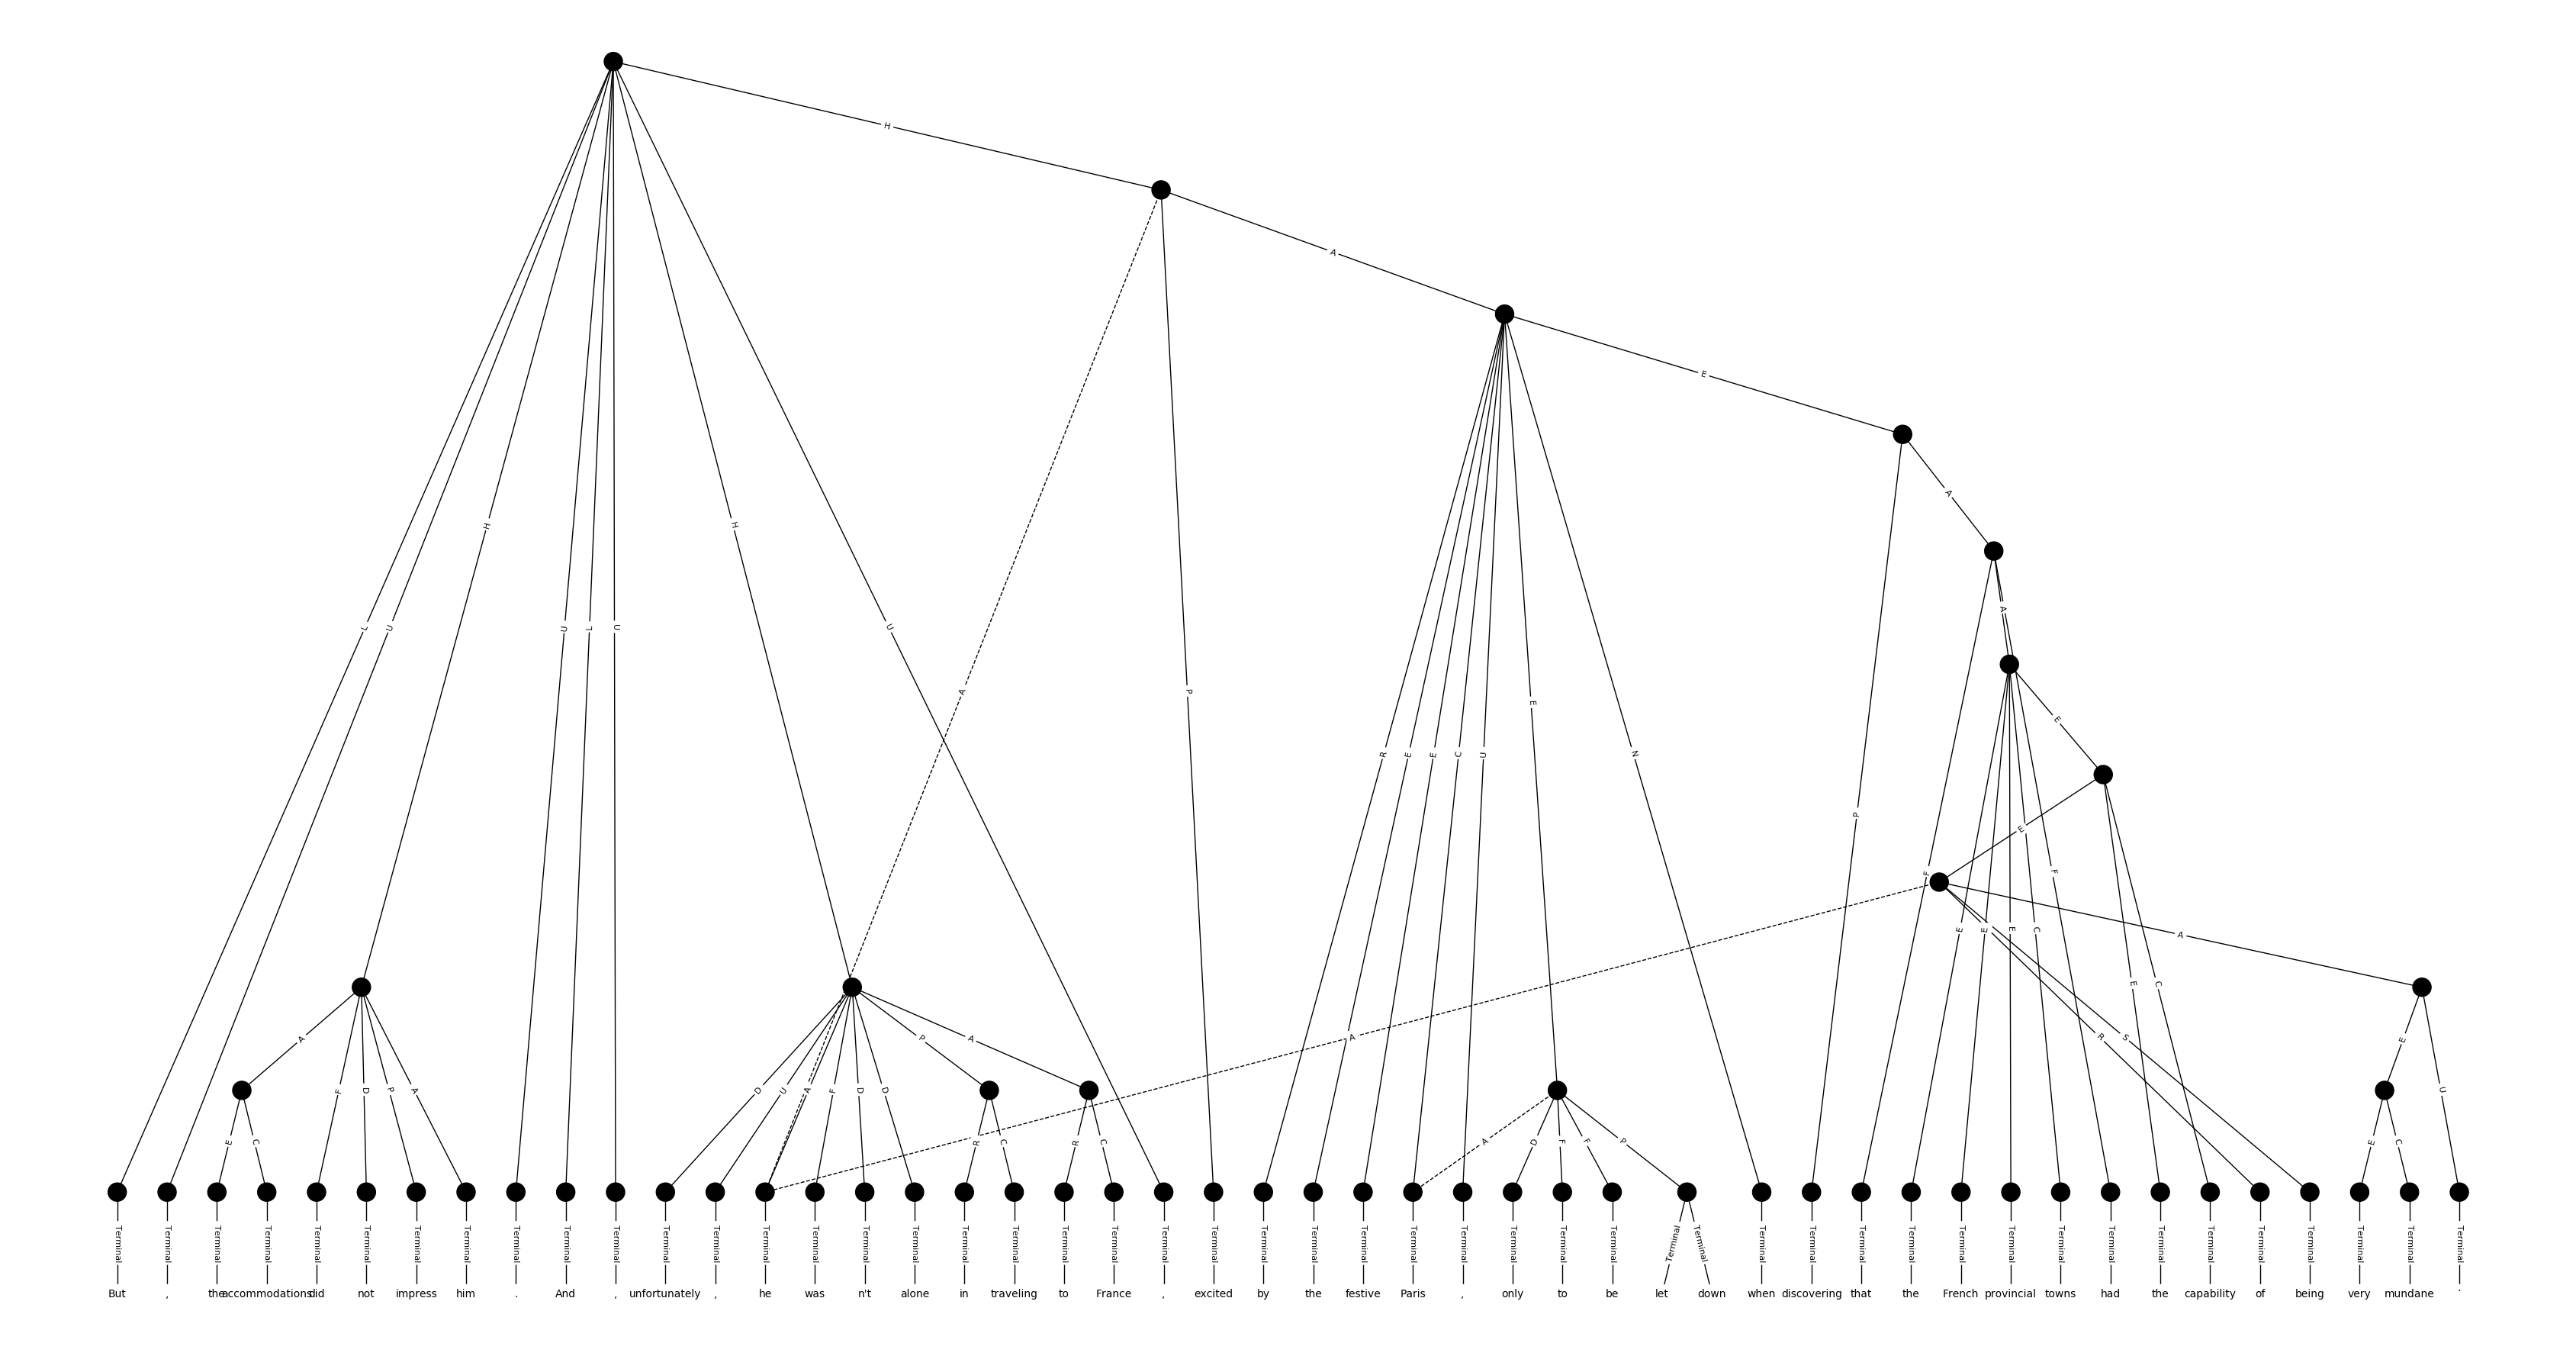 H
H
A
E
A
A
E
E
A
L
U
H
U
L
U
H
U
A
P
R
E
E
C
U
E
N
P
F
F
E
E
E
C
E
C
R
S
A
F
D
P
A
D
U
A
F
D
D
P
A
A
E
U
E
C
R
C
R
C
A
D
F
F
P
E
C
Terminal Terminal Terminal Terminal Terminal Terminal Terminal Terminal Terminal Terminal Terminal Terminal Terminal Terminal Terminal Terminal Terminal Terminal Terminal Terminal Terminal Terminal Terminal Terminal Terminal Terminal Terminal Terminal Terminal Terminal Terminal Terminal Terminal Terminal Terminal Terminal Terminal Terminal Terminal Terminal Terminal Terminal Terminal Terminal Terminal Terminal Terminal Terminal
But , the accommodations did not impress him . And , unfortunately , he was n't alone in traveling to France , excited by the festive Paris , only to be let down when discovering that the French provincial towns had the capability of being very mundane .